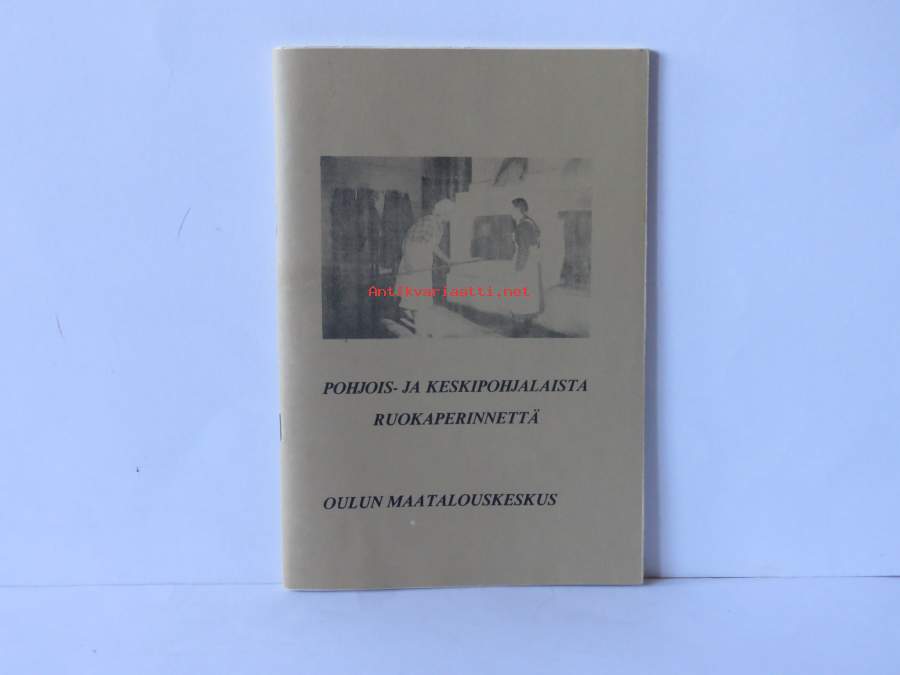 Antikvariaatti.net
POHJOIS- JA KESKIPOHJALAISTA
RUOKAPERINNETTÄ
OULUN MAATALOUSKESKUS